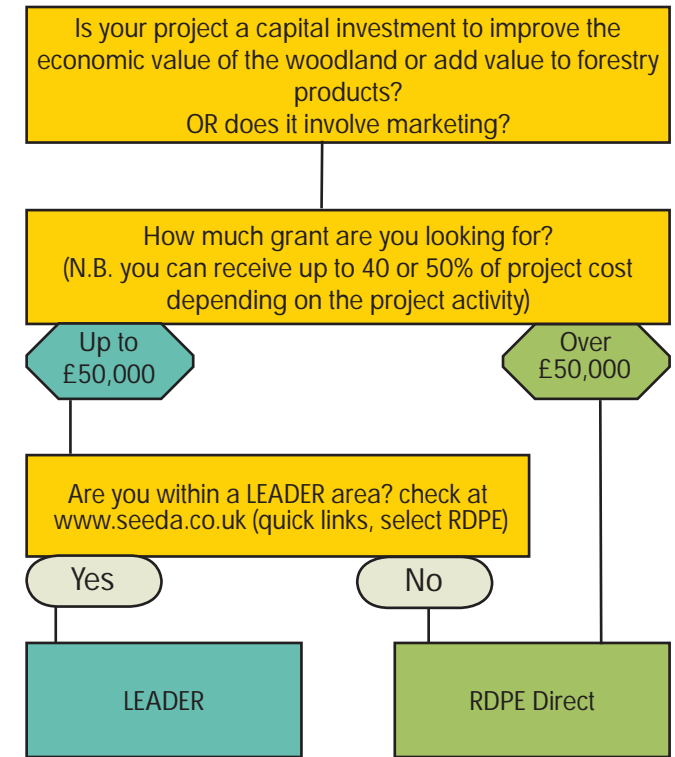 Is your project a capital investment to improve the
economic value of the woodland or add value to forestry
products?
OR does it involve marketing?
How much grant are you looking for?
(N.B. you can receive up to 40 or 50% of project cost
depending on the project activity)
Up to
£50,000
Over
£50,000
Are you within a LEADER area? check at
www.seeda.co.uk (quick links, select RDPE)
Yes
No
LEADER
RDPE Direct